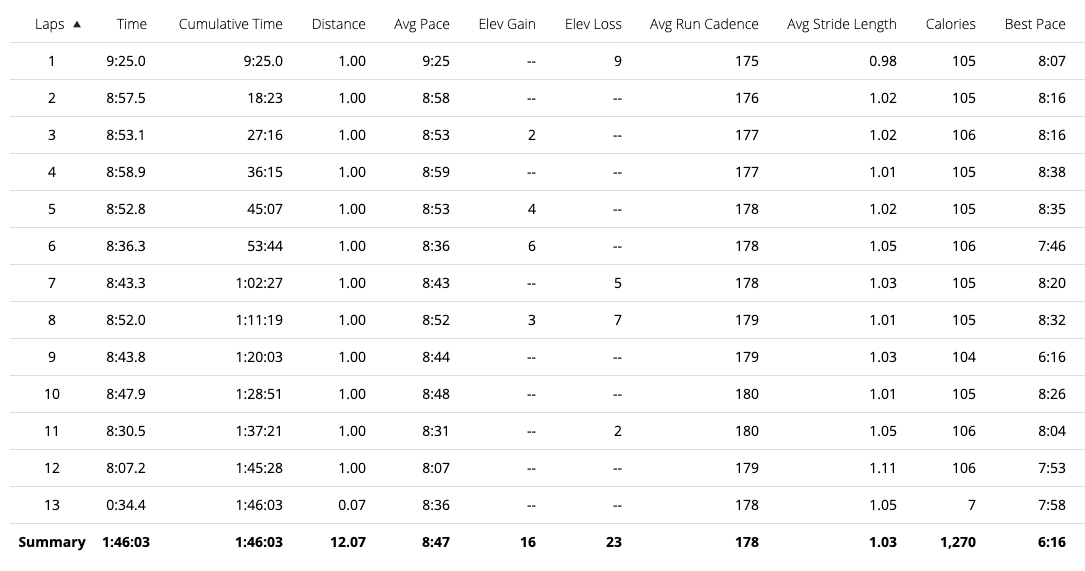 Laps ▲ Time Cumulative Time Distance Avg Pace Elev Gain Elev Loss Avg Run Cadence Avg Stride Length Calories Best Pace
1 9:25.0 9:25.0 1.00 9:25 -- 9 175 0.98 105 8:07
2 8:57.5 18:23 1.00 8:58 -- -- 176 1.02 105 8:16
3 8:53.1 27:16 1.00 8:53 2 -- 177 1.02 106 8:16
4 8:58.9 36:15 1.00 8:59 -- -- 177 1.01 105 8:38
5 8:52.8 45:07 1.00 8:53 4 -- 178 1.02 105 8:35
6 8:36.3 53:44 1.00 8:36 6 -- 178 1.05 106 7:46
7 8:43.3 1:02:27 1.00 8:43 -- 5 178 1.03 105 8:20
8 8:52.0 1:11:19 1.00 8:52 3 7 179 1.01 105 8:32
9 8:43.8 1:20:03 1.00 8:44 -- -- 179 1.03 104 6:16
10 8:47.9 1:28:51 1.00 8:48 -- -- 180 1.01 105 8:26
11 8:30.5 1:37:21 1.00 8:31 -- 2 180 1.05 106 8:04
12 8:07.2 1:45:28 1.00 8:07 -- -- 179 1.11 106 7:53
13 0:34.4 1:46:03 0.07 8:36 -- -- 178 1.05 7 7:58
Summary 1:46:03 1:46:03 12.07 8:47 16 23 178 1.03 1,270 6:16